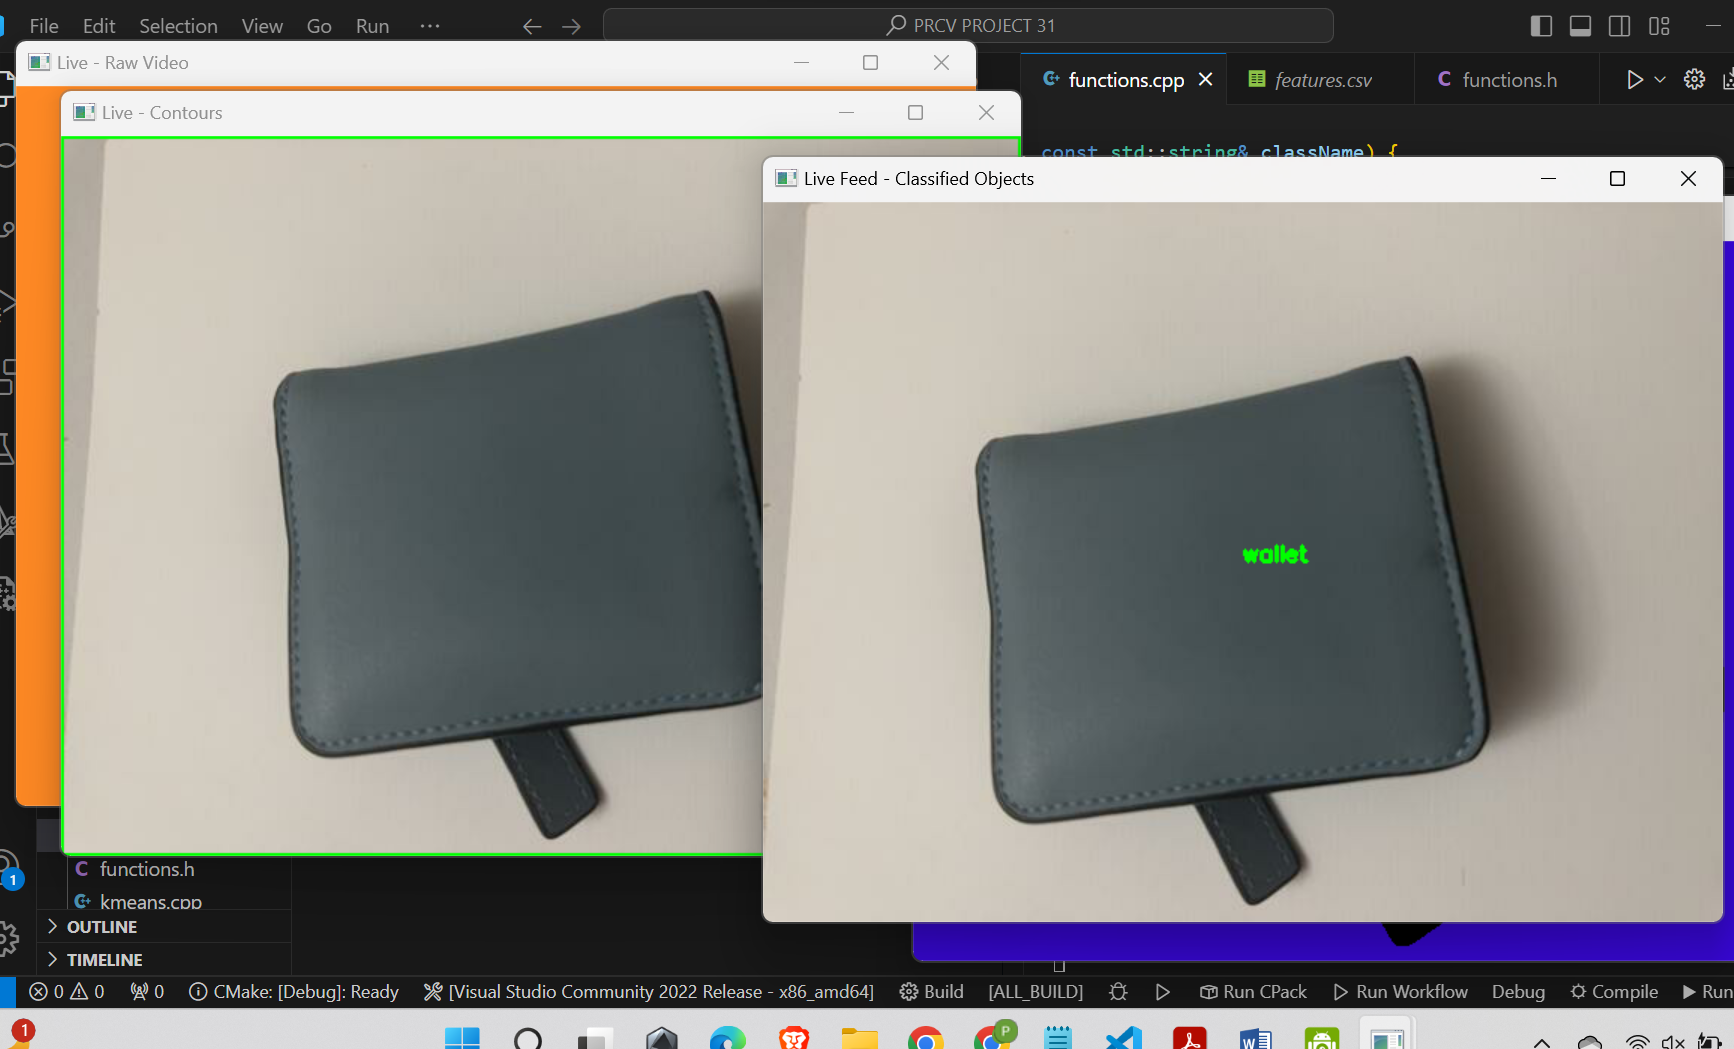 File Edit Selection View Go Run ···
PRCV PROJECT 31
Live - Raw Video
functions.cpp
features.csv
functions.h
Live - Contours
const std::string& className) {
Live Feed - Classified Objects
wallet
functions.h
kmeans.cpp
OUTLINE
TIMELINE
1
0 0 0 CMake: [Debug]: Ready [Visual Studio Community 2022 Release - x86_amd64] Build [ALL_BUILD] Run CPack Run Workflow Debug Compile Run
1
P